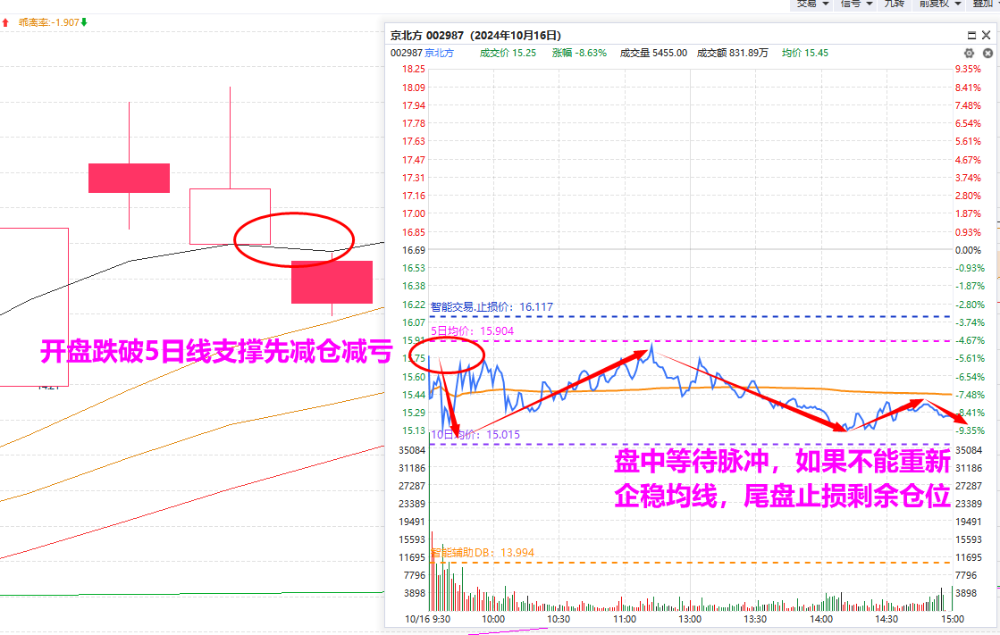 交易 信号 九转 前复权 叠加
乖离率:-1.907
京北方 002987（2024年10月16日）
002987 京北方 成交价 15.25 涨幅 -8.63% 成交量 5455.00 成交额 831.89万 均价 15.45
18.25 9.35%
18.09 8.41%
17.94 7.48%
17.78 6.54%
17.63 5.61%
17.47 4.67%
17.31 3.74%
17.16 2.80%
17.00 1.87%
16.85 0.93%
16.69 0.00%
16.53 -0.93%
16.38 -1.87%
16.22 智能交易.止损价：16.117 -2.80%
16.07 -3.74%
5日均价：15.904
15.91 -4.67%
开盘跌破5日线支撑先减仓减亏
15.75 -5.61%
15.60 -6.54%
15.44 -7.48%
15.29 -8.41%
15.13 10日均价：15.015 -9.35%
35084 35084
盘中等待脉冲，如果不能重新
31186 31186
27287 27287
企稳均线，尾盘止损剩余仓位
23389 23389
19491 19491
15593 15593
智能辅助DB：13.994
11695 11695
7796 7796
3898 3898
10/16 9:30 10:00 10:30 11:00 13:00 13:30 14:00 14:30 15:00